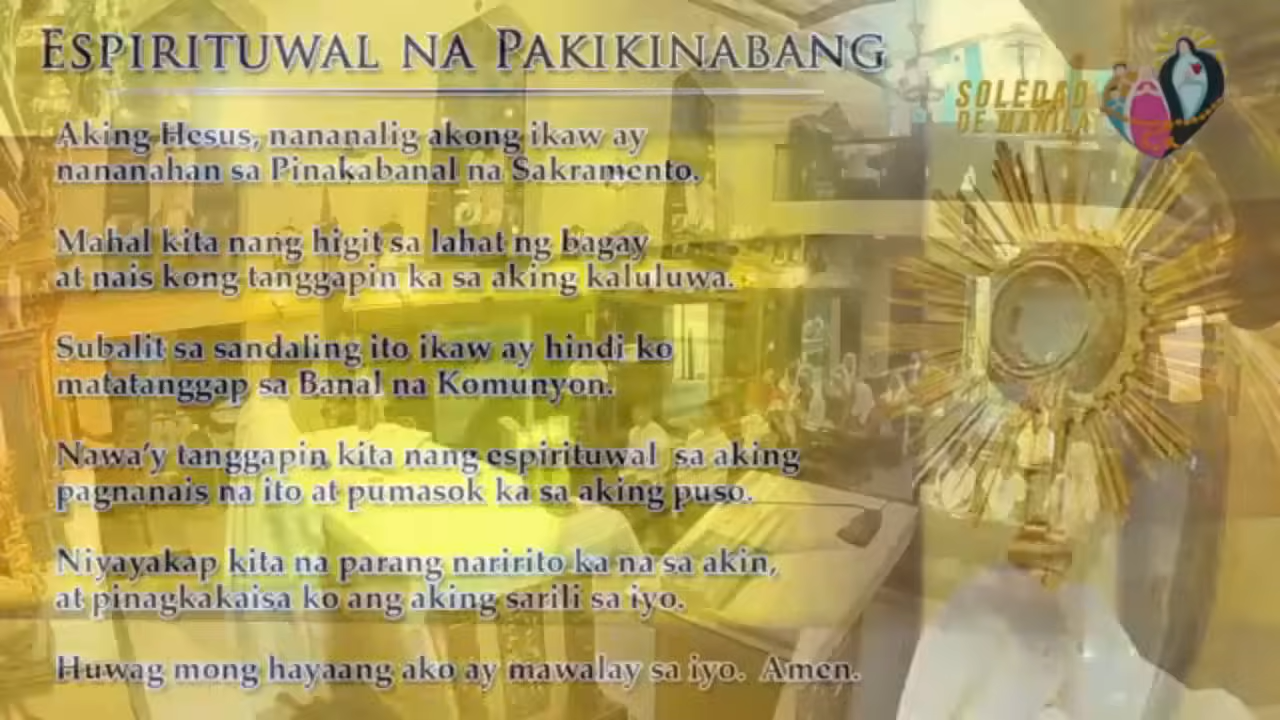 ESPIRITUWAL NA PAKIKINABANG
SOLEDAD
DE MANILA
Aking Hesus, nananalig akong ikaw ay
nananahan sa Pinakabanal na Sakramento.
Mahal kita nang higit sa lahat ng bagay
at nais kong tanggapin ka sa aking kaluluwa.
Subalit sa sandaling ito ikaw ay hindi ko
matatanggap sa Banal na Komunyon.
Nawa'y tanggapin kita nang espirituwal sa aking
pagnanais na ito at pumasok ka sa aking puso.
Niyayakap kita na parang naririto ka na sa akin,
at pinagkakaisa ko ang aking sarili sa iyo.
Huwag mong hayaang ako ay mawalay sa iyo. Amen.